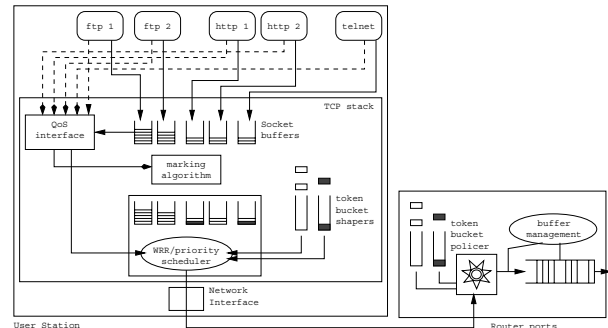 ftp 1
ftp 2
http 1
http 2
telnet
TCP stack
QoS
interface
Socket
buffers
marking
algorithm
token
bucket
shapers
WRR/priority
scheduler
Network
Interface
User Station
token
bucket
policer
buffer
management
Router ports